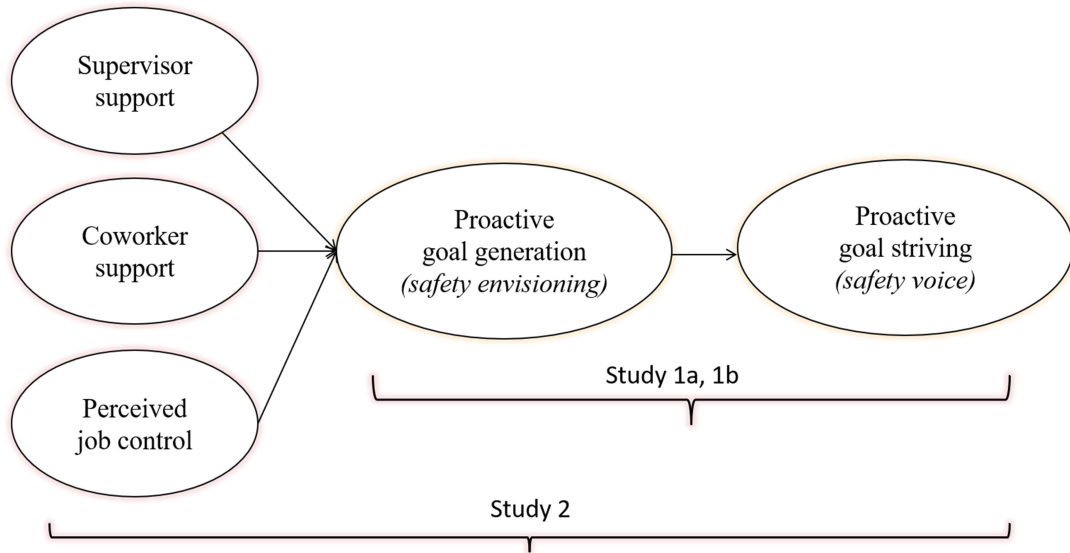 Supervisor
support
Coworker
support
Perceived
job control
Proactive
goal generation
(safety envisioning)
Proactive
goal striving
(safety voice)
Study 1a, 1b
Study 2